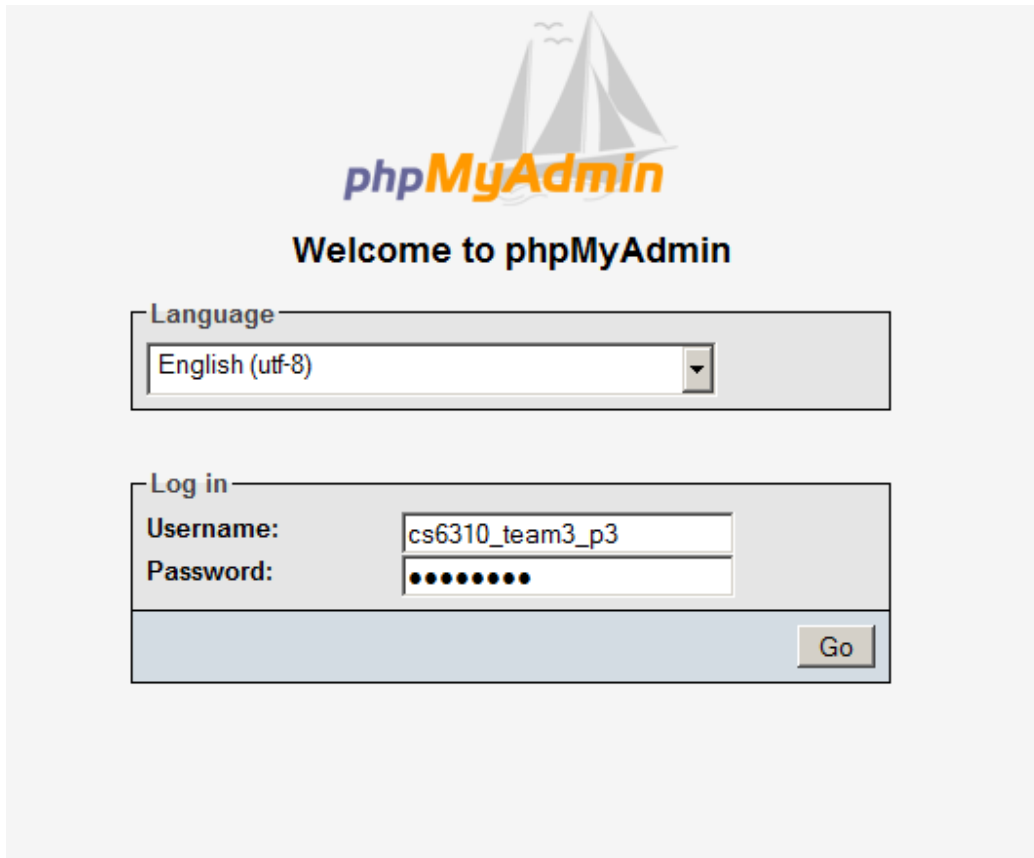 phpMyAdmin
Welcome to phpMyAdmin
Language
English (utf-8)
Log in
Username:
cs6310_team3_p3
Password:
••••••••
Go